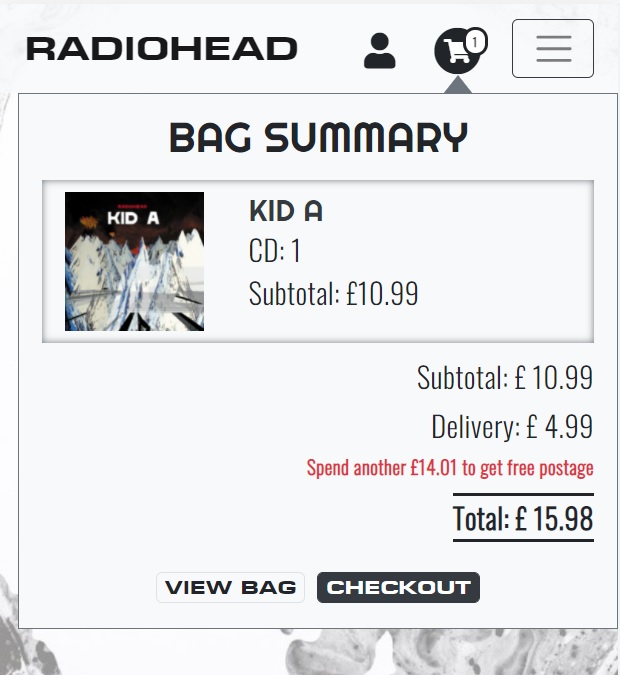 RADIOHEAD
1
BAG SUMMARY
RADIOHEAD
KID A
KID A
CD: 1
Subtotal: £10.99
Subtotal: £ 10.99
Delivery: £ 4.99
Spend another £14.01 to get free postage
Total: £ 15.98
VIEW BAG CHECKOUT